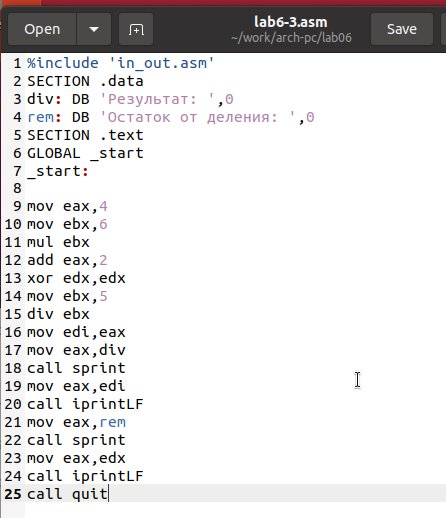 Open
lab6-3.asm
~/work/arch-pc/lab06
Save
1 %include 'in_out.asm'
2 SECTION .data
3 div: DB 'Результат: ',0
4 rem: DB 'Остаток от деления: ',0
5 SECTION .text
6 GLOBAL _start
7 _start:
8
9 mov eax,4
10 mov ebx,6
11 mul ebx
12 add eax,2
13 xor edx,edx
14 mov ebx,5
15 div ebx
16 mov edi,eax
17 mov eax,div
18 call sprint
19 mov eax,edi
20 call iprintLF
21 mov eax,rem
22 call sprint
23 mov eax,edx
24 call iprintLF
25 call quit